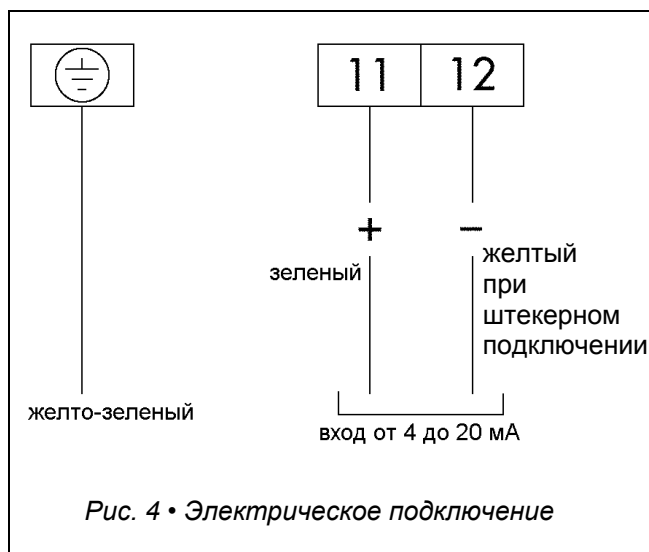 11 12
+ −
зеленый
желтый
при
штекерном
подключении
желто-зеленый
вход от 4 до 20 мА
Рис. 4 • Электрическое подключение